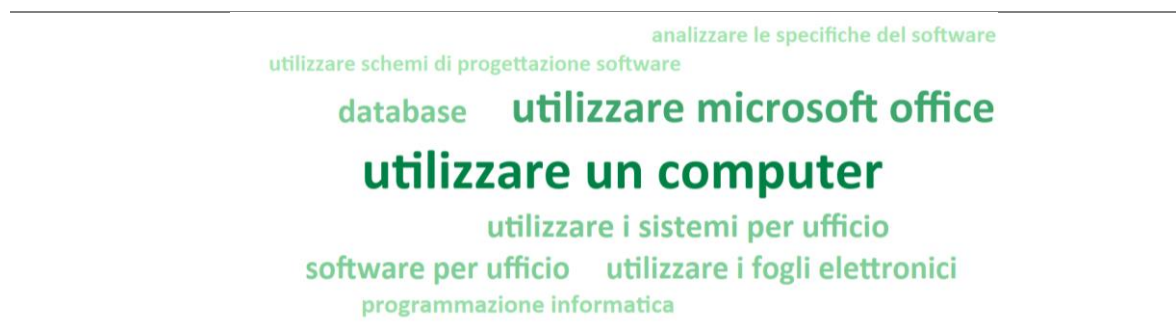 analizzare le specifiche del software
utilizzare schemi di progettazione software
database utilizzare microsoft office
utilizzare un computer
utilizzare i sistemi per ufficio
software per ufficio utilizzare i fogli elettronici
programmazione informatica